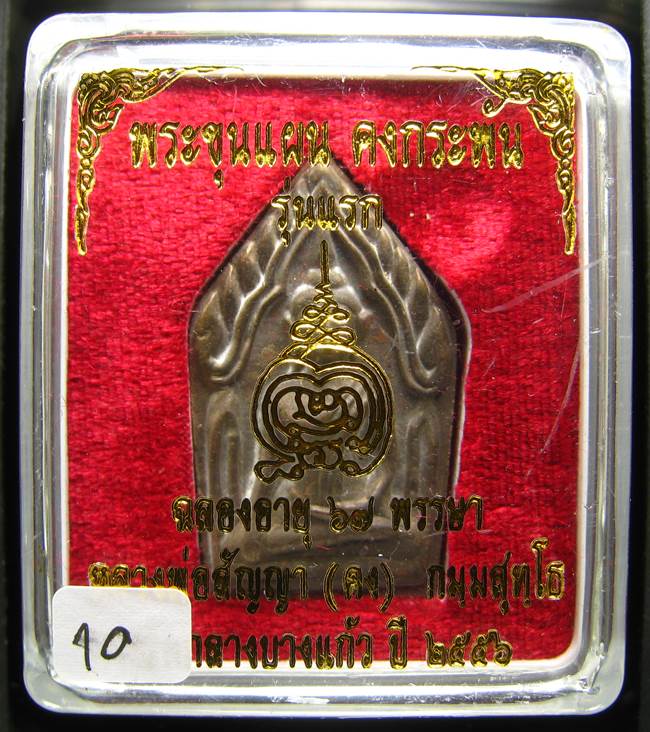 พระขุนแผน คงกระพัน
รุ่นแรก
ฉลองอายุ ๖๗ พรรษา
หลวงพ่อสัญญา (คง) กมฺมสุทฺโธ
กลางบางแก้ว ปี ๒๕๕๖
10